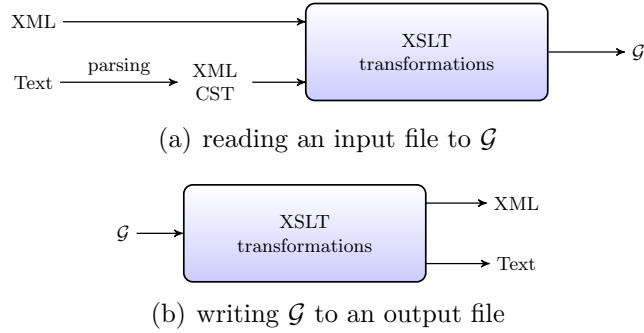 XML
XSLT
transformations
𝒢
Text
parsing
XML
CST
(a) reading an input file to 𝒢
𝒢
XSLT
transformations
XML
Text
(b) writing 𝒢 to an output file